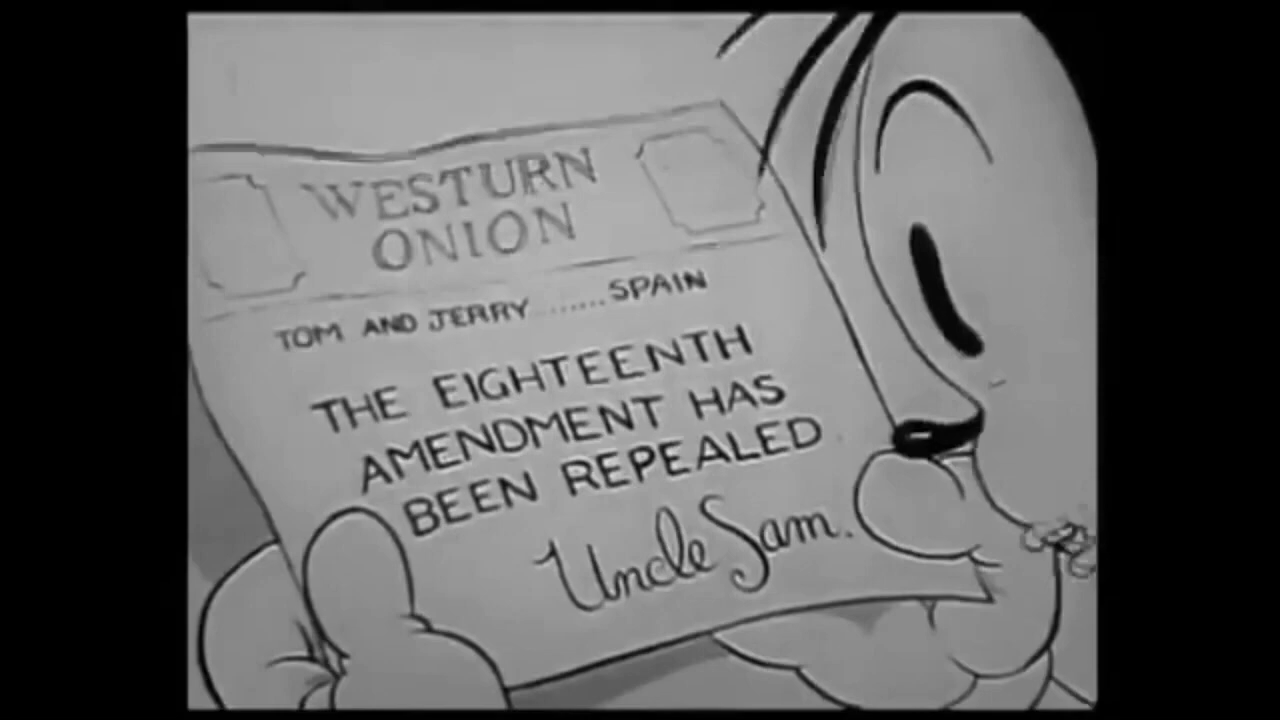 WESTURN
ONION
TOM AND JERRY.......SPAIN
THE EIGHTEENTH
AMENDMENT HAS
BEEN REPEALED
Uncle Sam.